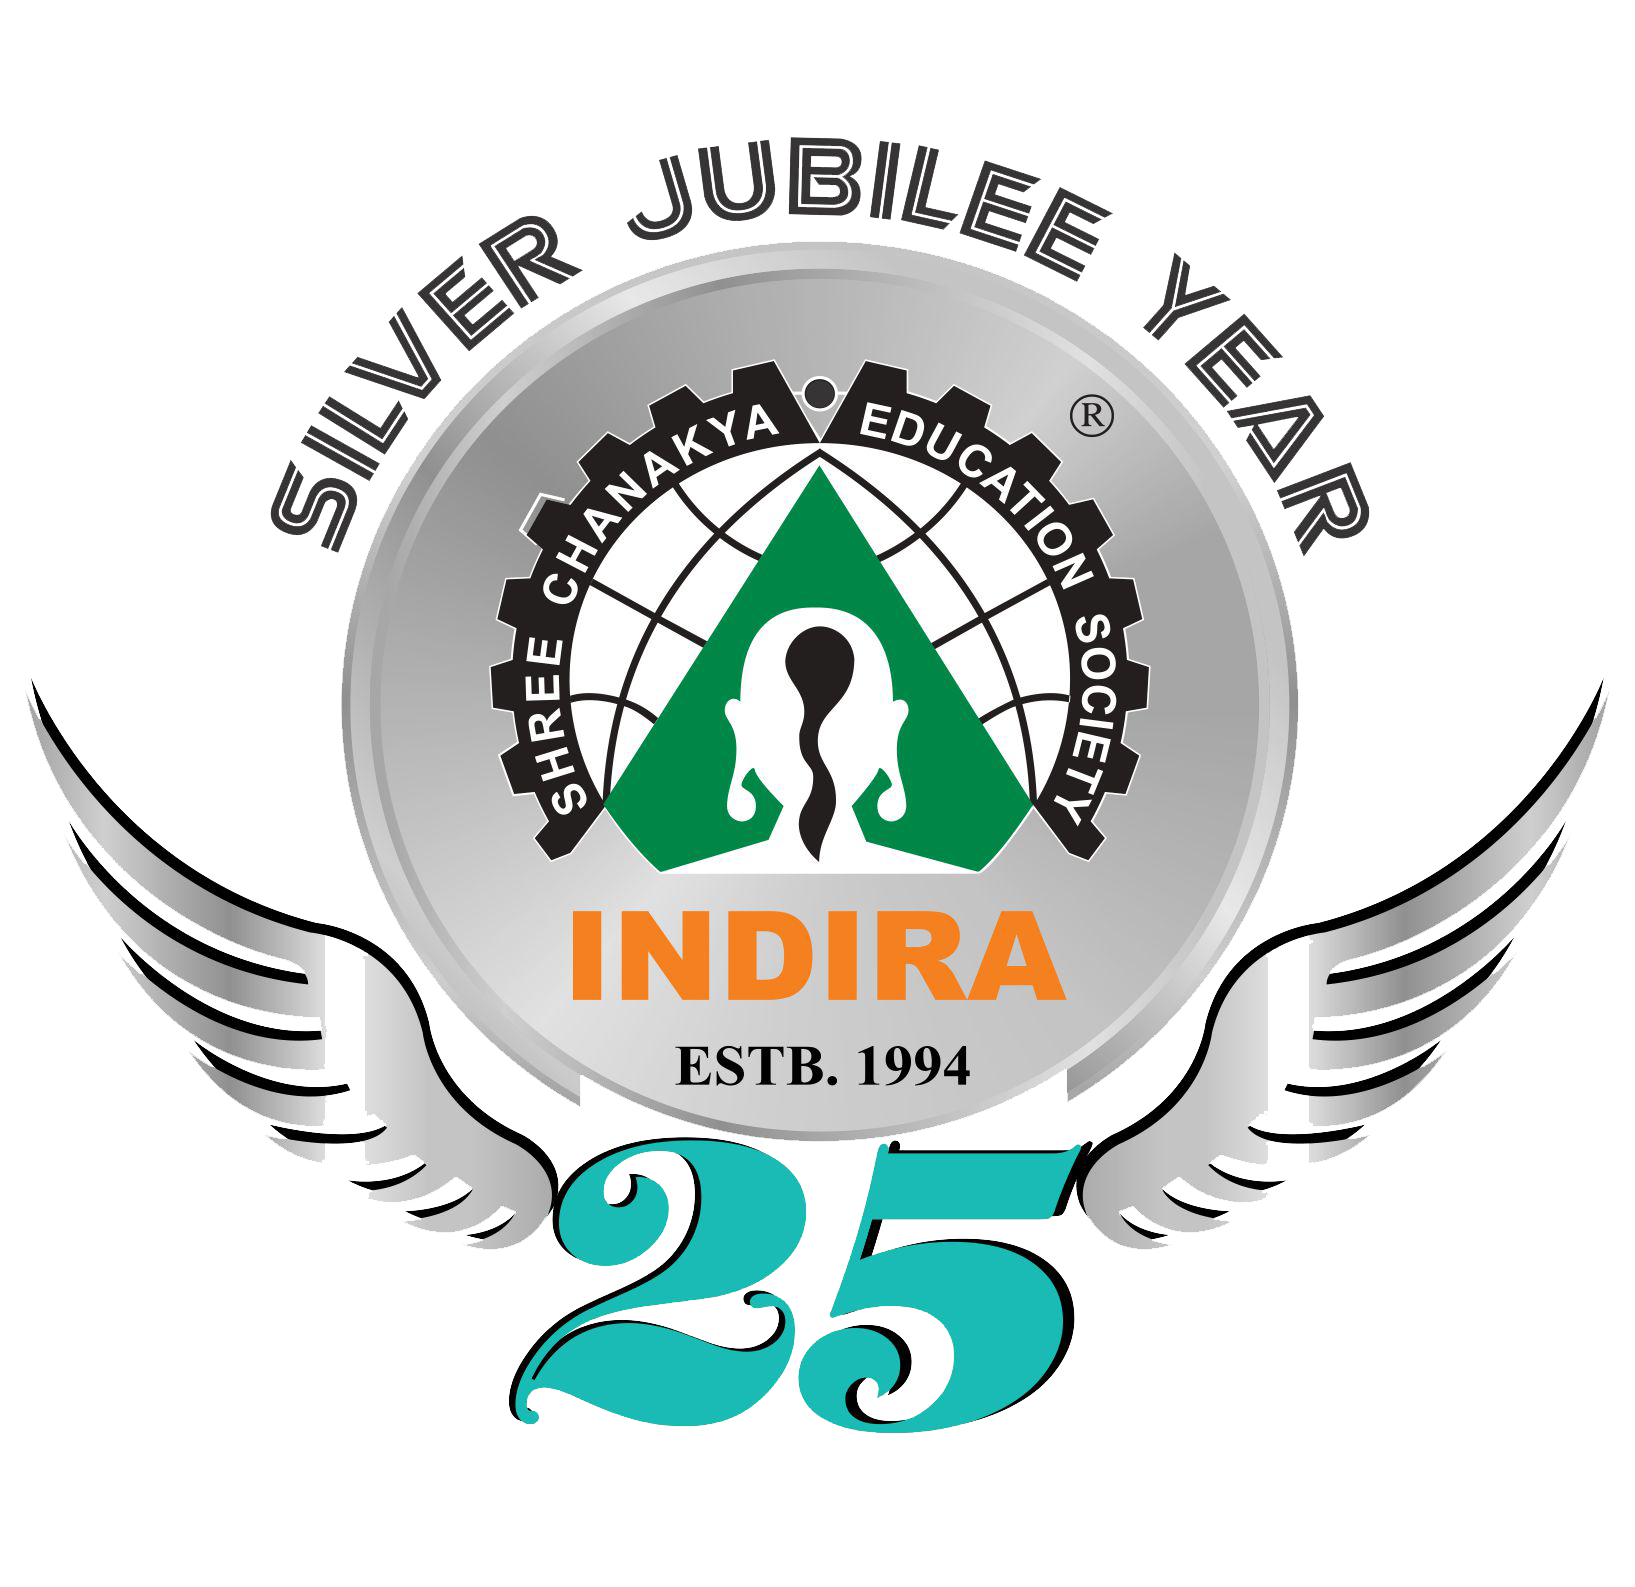 SILVER JUBILEE YEAR
SHREE CHANAKYA EDUCATION SOCIETY
®
INDIRA
ESTB. 1994
25